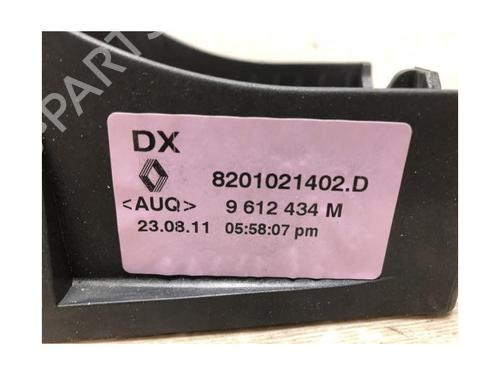 DX
8201021402.D
<AUQ> 9 612 434 M
23.08.11 05:58:07 pm